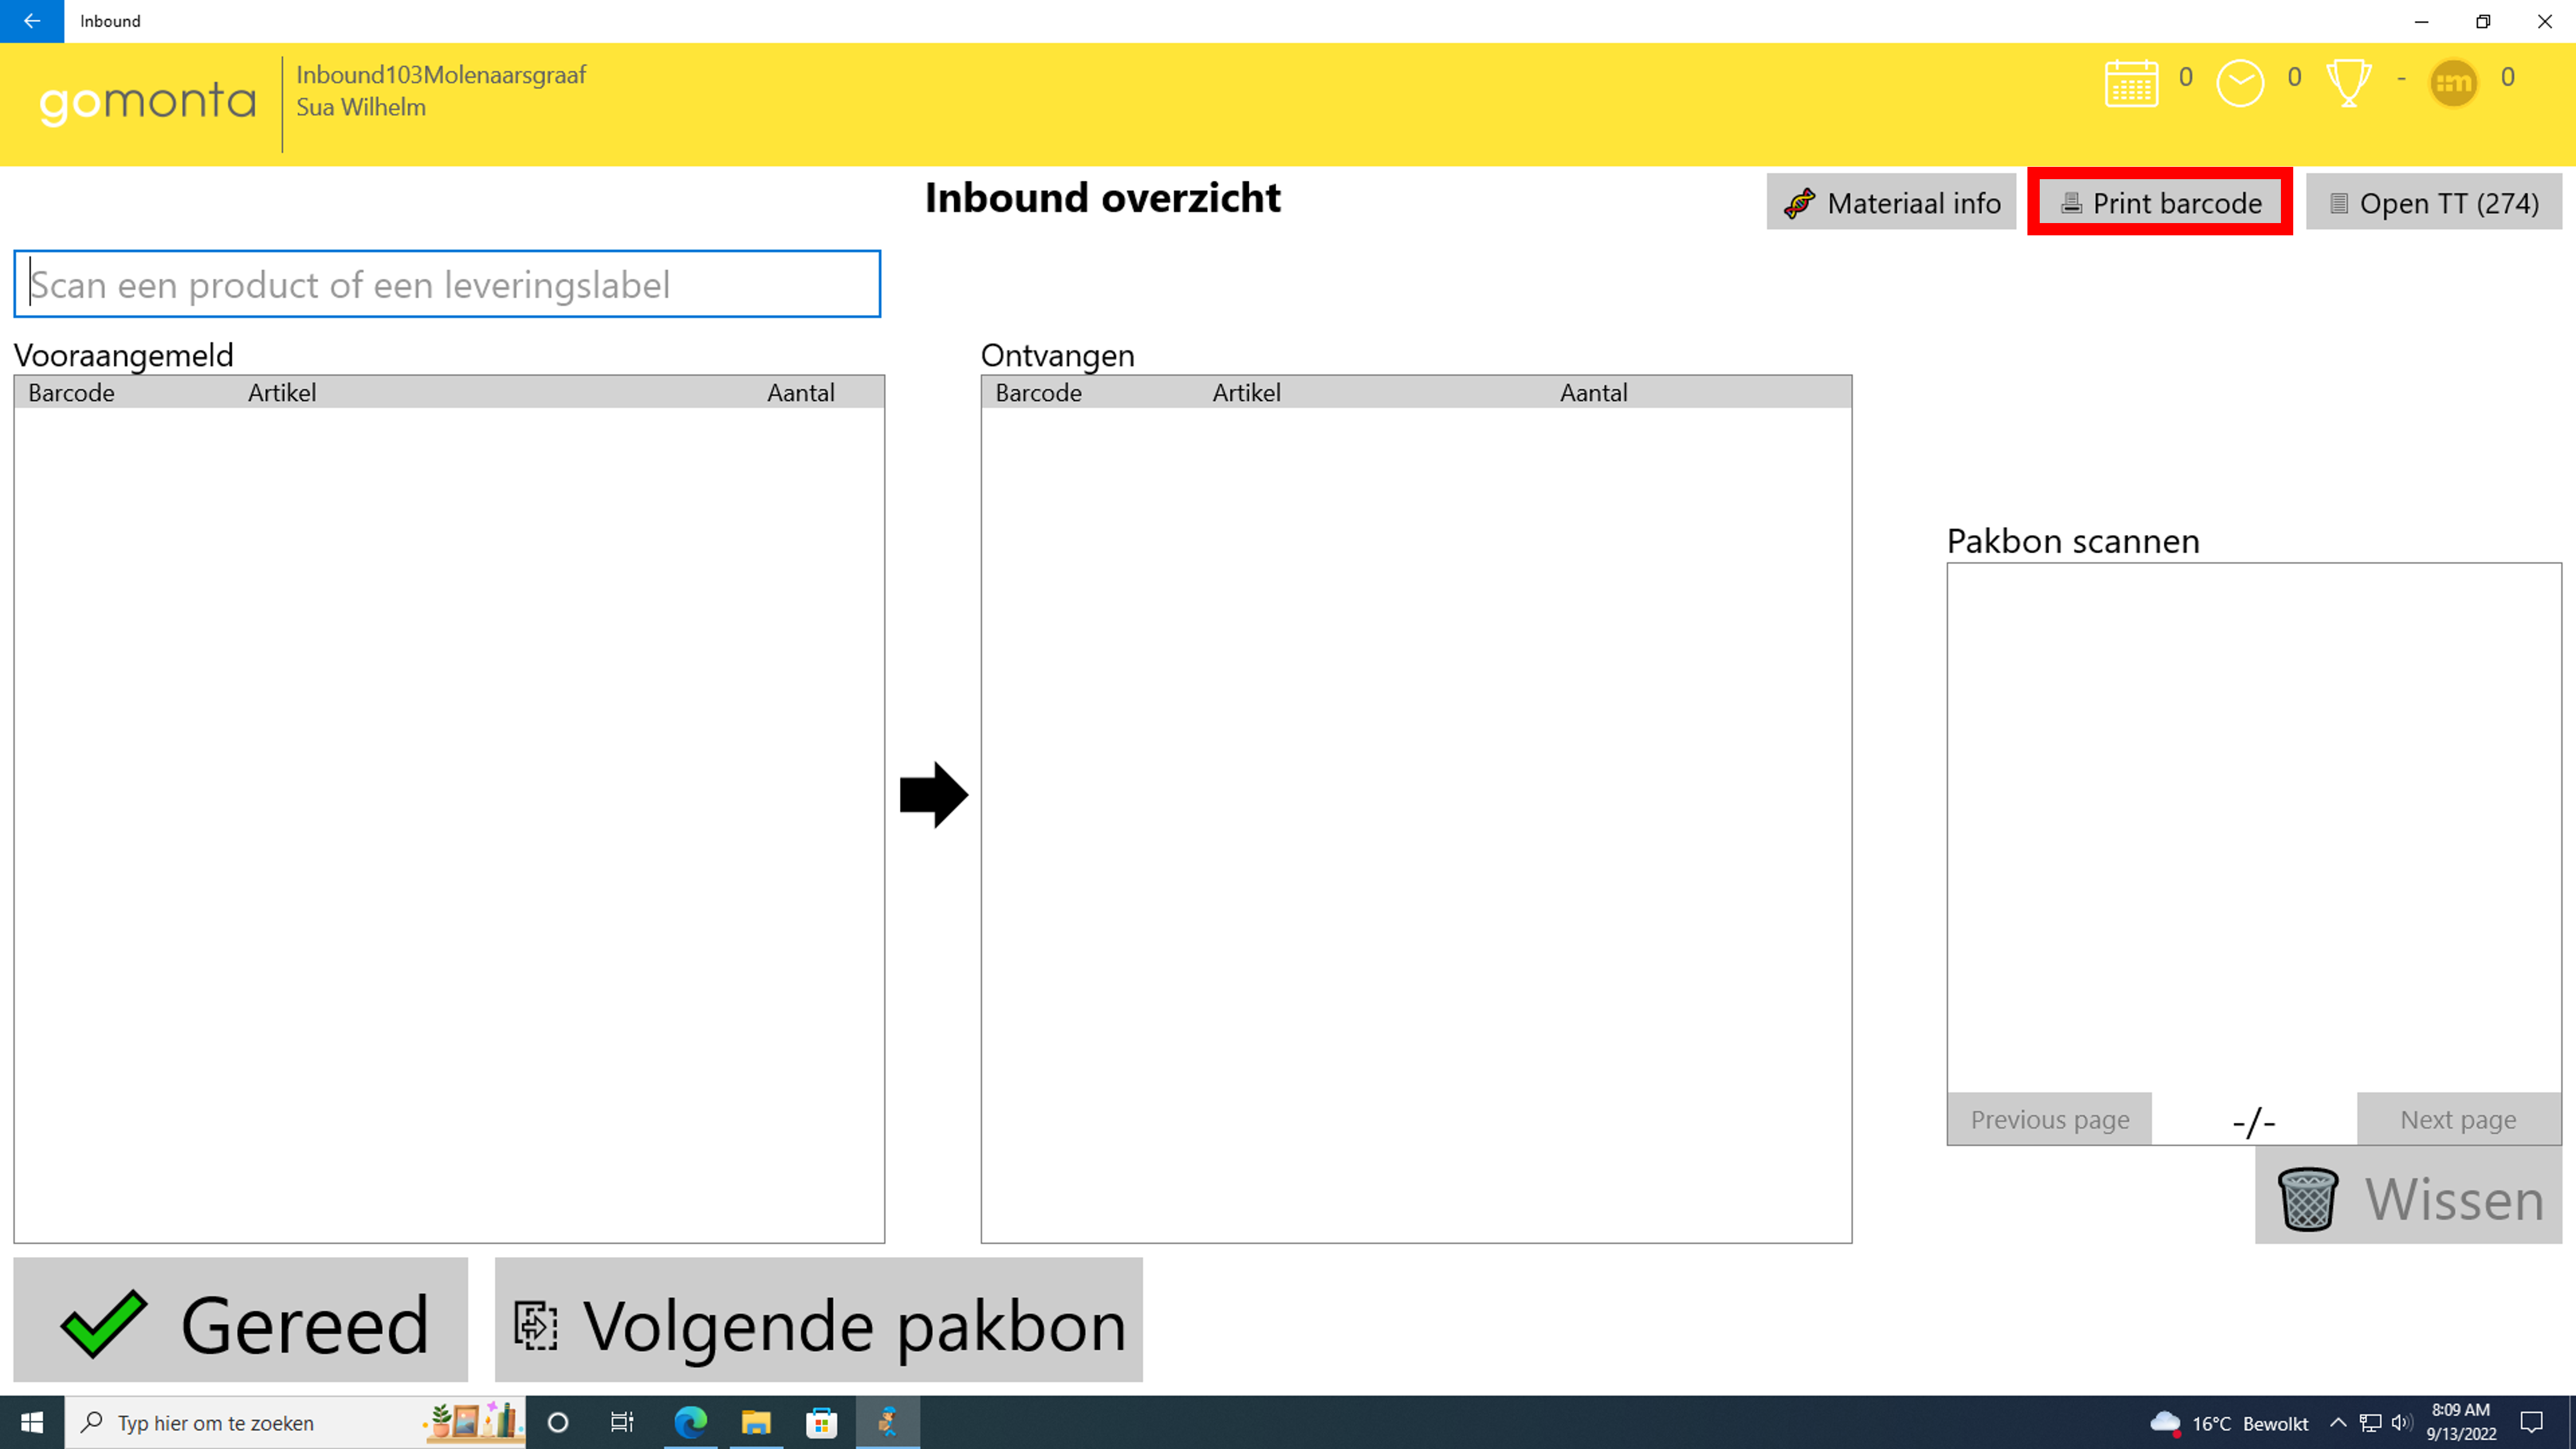 Inbound
gomonta
Inbound103Molenaarsgraaf
Sua Wilhelm
0
0
-
:m
0
Inbound overzicht
Materiaal info
Print barcode
Open TT (274)
Scan een product of een leveringslabel
Vooraangemeld
Barcode Artikel Aantal
Ontvangen
Barcode Artikel Aantal
Pakbon scannen
Previous page
-/-
Next page
Wissen
Gereed
Volgende pakbon
Typ hier om te zoeken
16°C Bewolkt
8:09 AM
9/13/2022